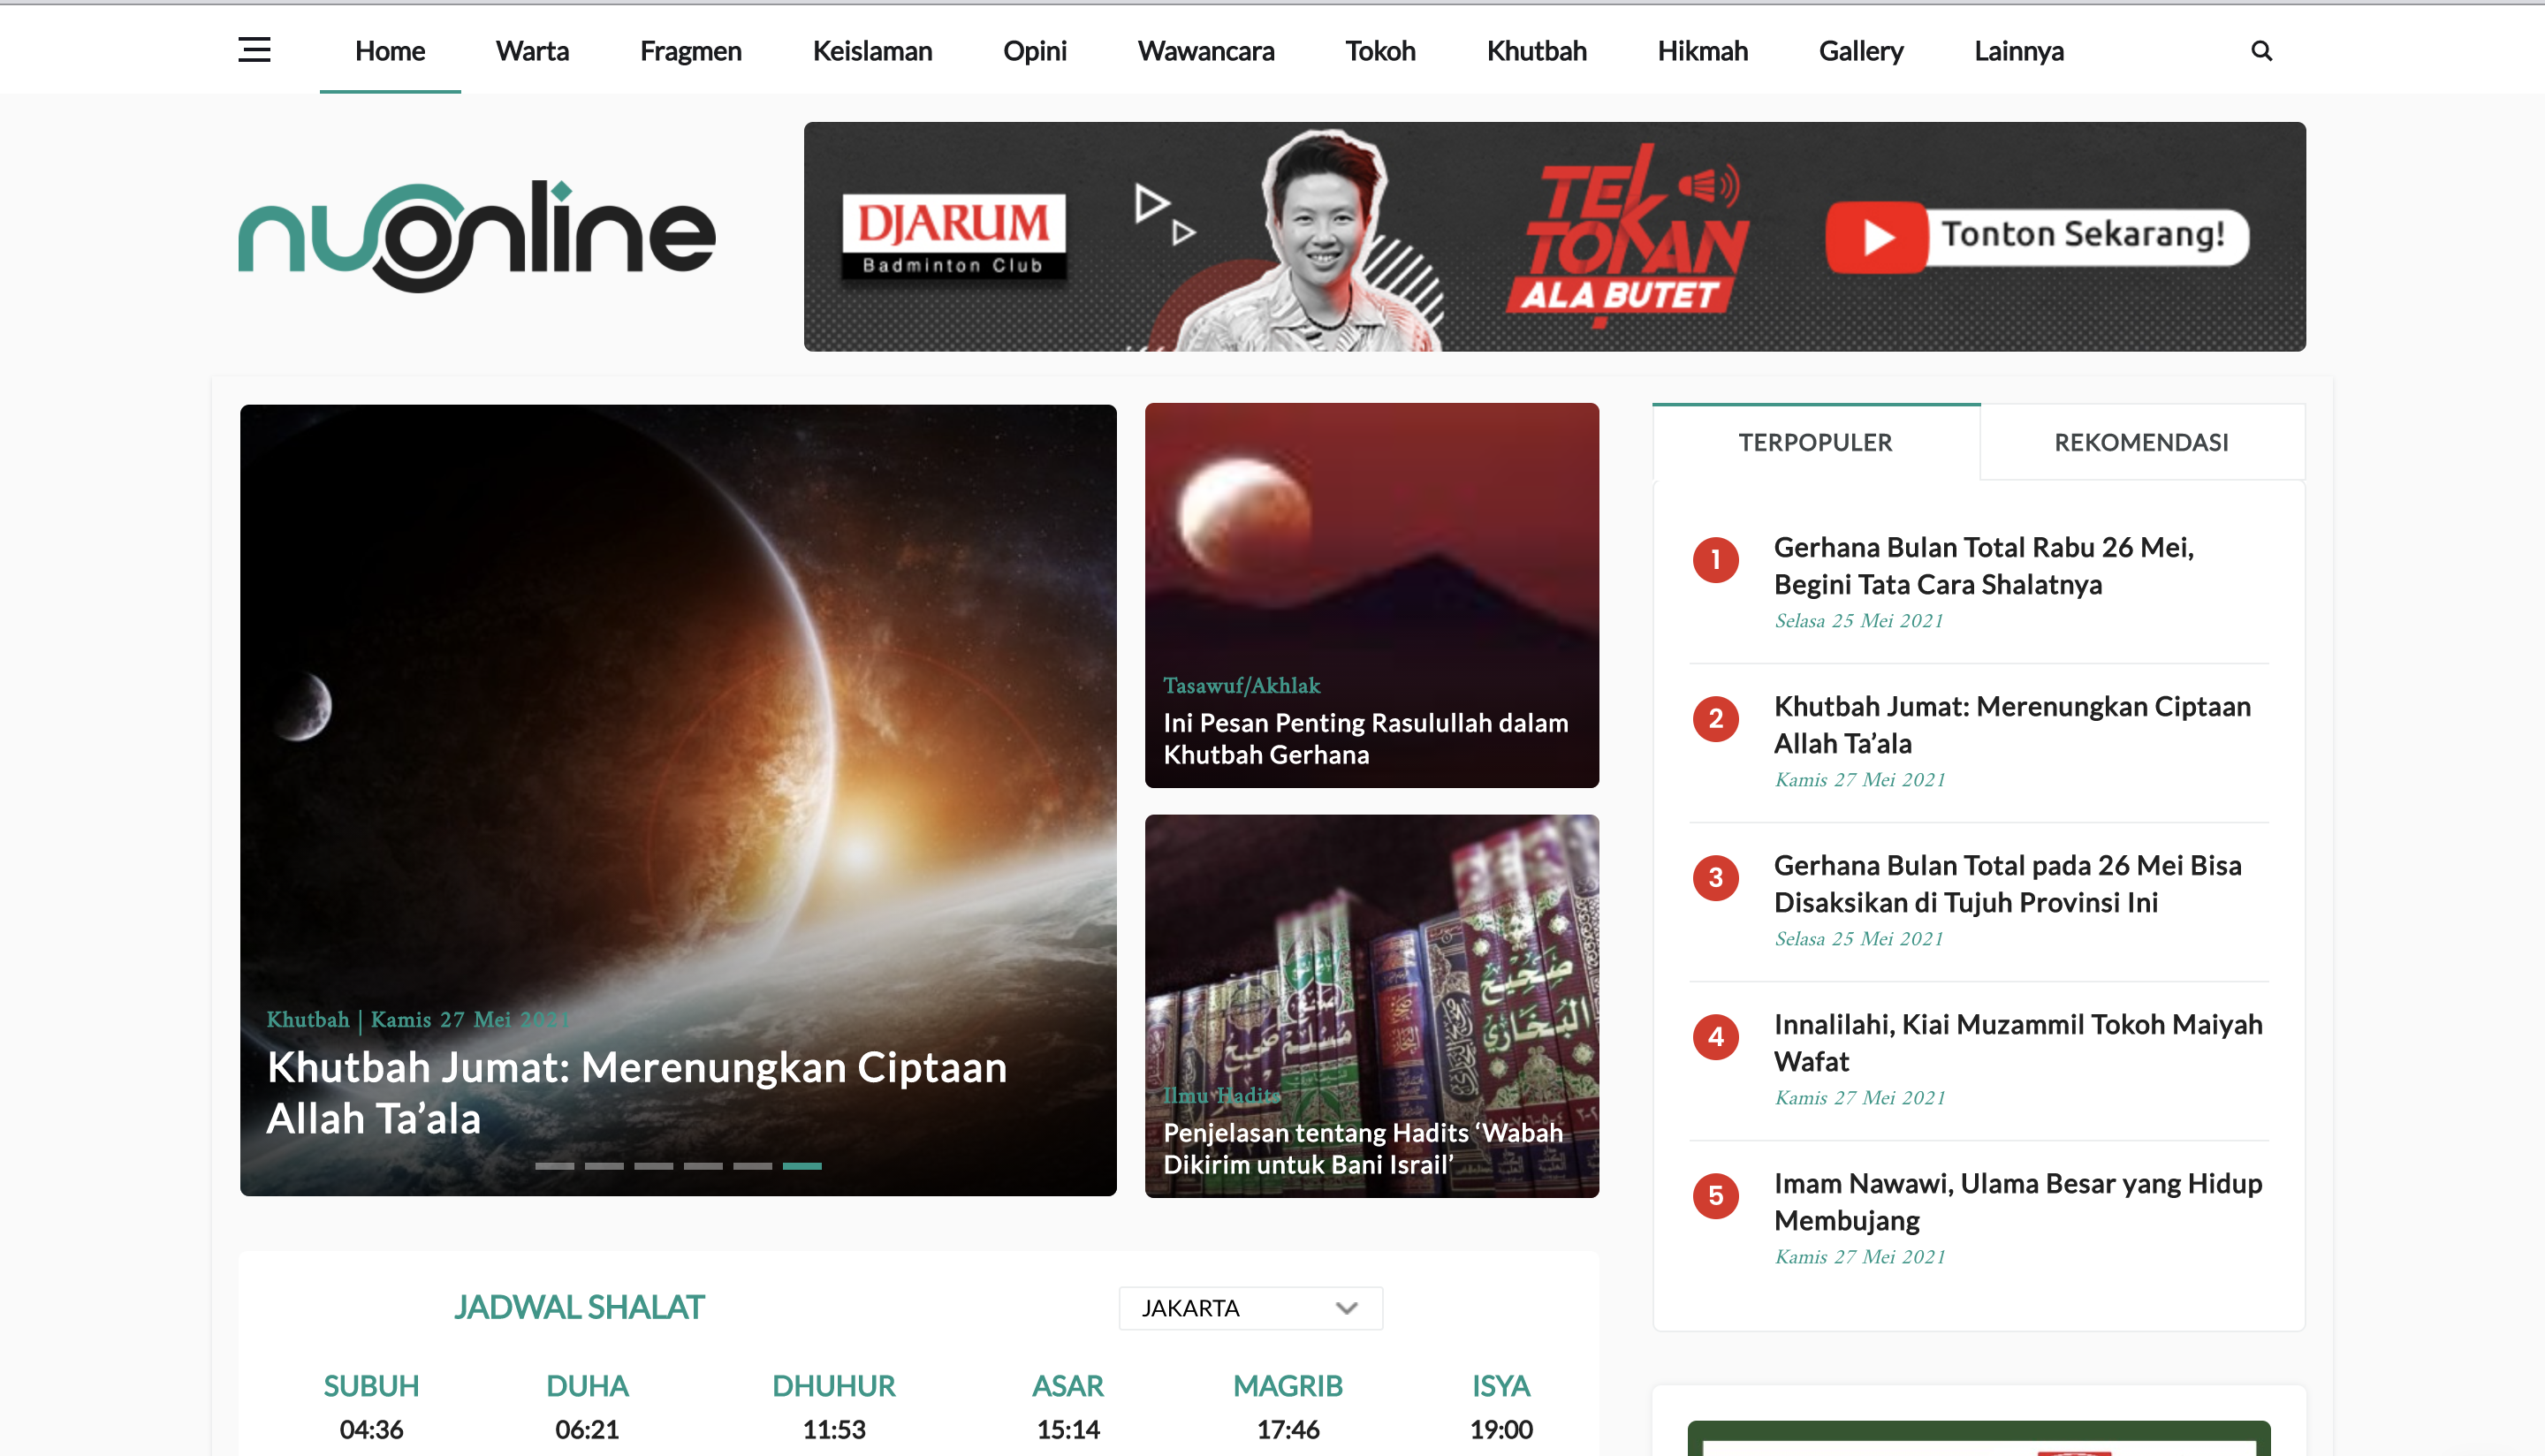 Home Warta Fragmen Keislaman Opini Wawancara Tokoh Khutbah Hikmah Gallery Lainnya
nuonline
DJARUM
Badminton Club
TEKTOKAN
ALA BUTET
Tonton Sekarang!
Khutbah | Kamis 27 Mei 2021
Khutbah Jumat: Merenungkan Ciptaan
Allah Ta’ala
Tasawuf/Akhlak
Ini Pesan Penting Rasulullah dalam
Khutbah Gerhana
صحيح
البخاري
صحيح
مسلم
Ilmu Hadits
Penjelasan tentang Hadits ‘Wabah
Dikirim untuk Bani Israil’
TERPOPULER REKOMENDASI
1 Gerhana Bulan Total Rabu 26 Mei,
Begini Tata Cara Shalatnya
Selasa 25 Mei 2021
2 Khutbah Jumat: Merenungkan Ciptaan
Allah Ta’ala
Kamis 27 Mei 2021
3 Gerhana Bulan Total pada 26 Mei Bisa
Disaksikan di Tujuh Provinsi Ini
Selasa 25 Mei 2021
4 Innalilahi, Kiai Muzammil Tokoh Maiyah
Wafat
Kamis 27 Mei 2021
5 Imam Nawawi, Ulama Besar yang Hidup
Membujang
Kamis 27 Mei 2021
JADWAL SHALAT JAKARTA
SUBUH DUHA DHUHUR ASAR MAGRIB ISYA
04:36 06:21 11:53 15:14 17:46 19:00